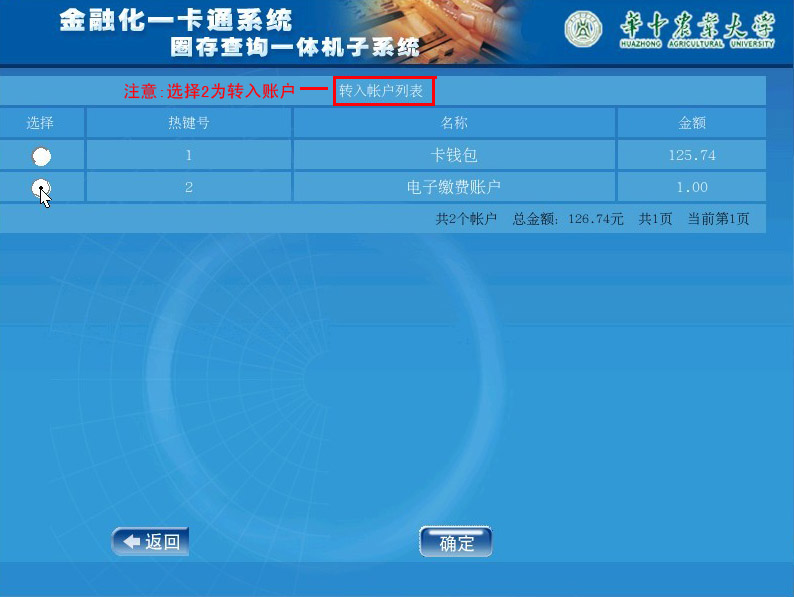 金融化一卡通系统
圈存查询一体机子系统
華中农業大学
HUAZHONG AGRICULTURAL UNIVERSITY
注意:选择2为转入账户 转入帐户列表
选择 热键号 名称 金额
1 卡钱包 125.74
2 电子缴费账户 1.00
共2个帐户 总金额: 126.74元 共1页 当前第1页
返回 确定